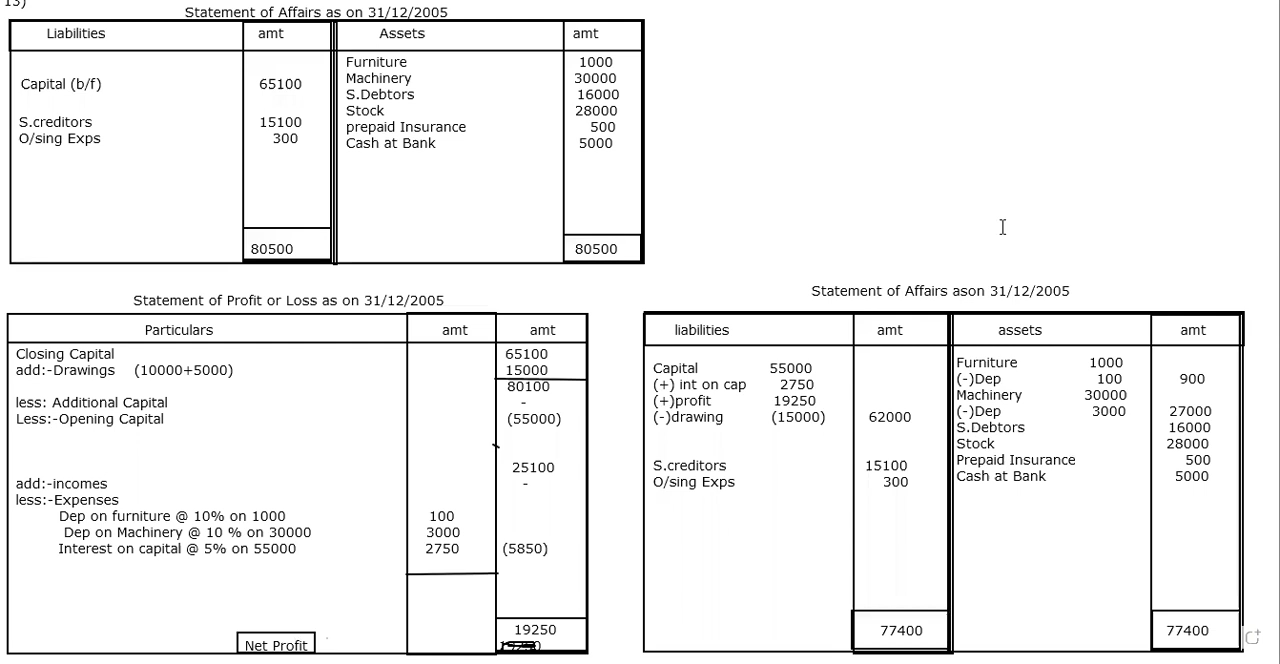 13)
Statement of Affairs as on 31/12/2005
Liabilities amt Assets amt
Furniture 1000
Capital (b/f) 65100 Machinery 30000
S.Debtors 16000
Stock 28000
S.creditors 15100 prepaid Insurance 500
O/sing Exps 300 Cash at Bank 5000
80500 80500
Statement of Profit or Loss as on 31/12/2005
Particulars amt amt
Closing Capital 65100
add:-Drawings (10000+5000) 15000
80100
less: Additional Capital -
Less:-Opening Capital (55000)
25100
add:-incomes -
less:-Expenses
Dep on furniture @ 10% on 1000 100
Dep on Machinery @ 10 % on 30000 3000
Interest on capital @ 5% on 55000 2750 (5850)
19250
Net Profit
Statement of Affairs ason 31/12/2005
liabilities amt assets amt
Furniture 1000
Capital 55000 (-)Dep 100 900
(+) int on cap 2750 Machinery 30000
(+)profit 19250 (-)Dep 3000 27000
(-)drawing (15000) 62000 S.Debtors 16000
Stock 28000
S.creditors 15100 Prepaid Insurance 500
O/sing Exps 300 Cash at Bank 5000
77400 77400